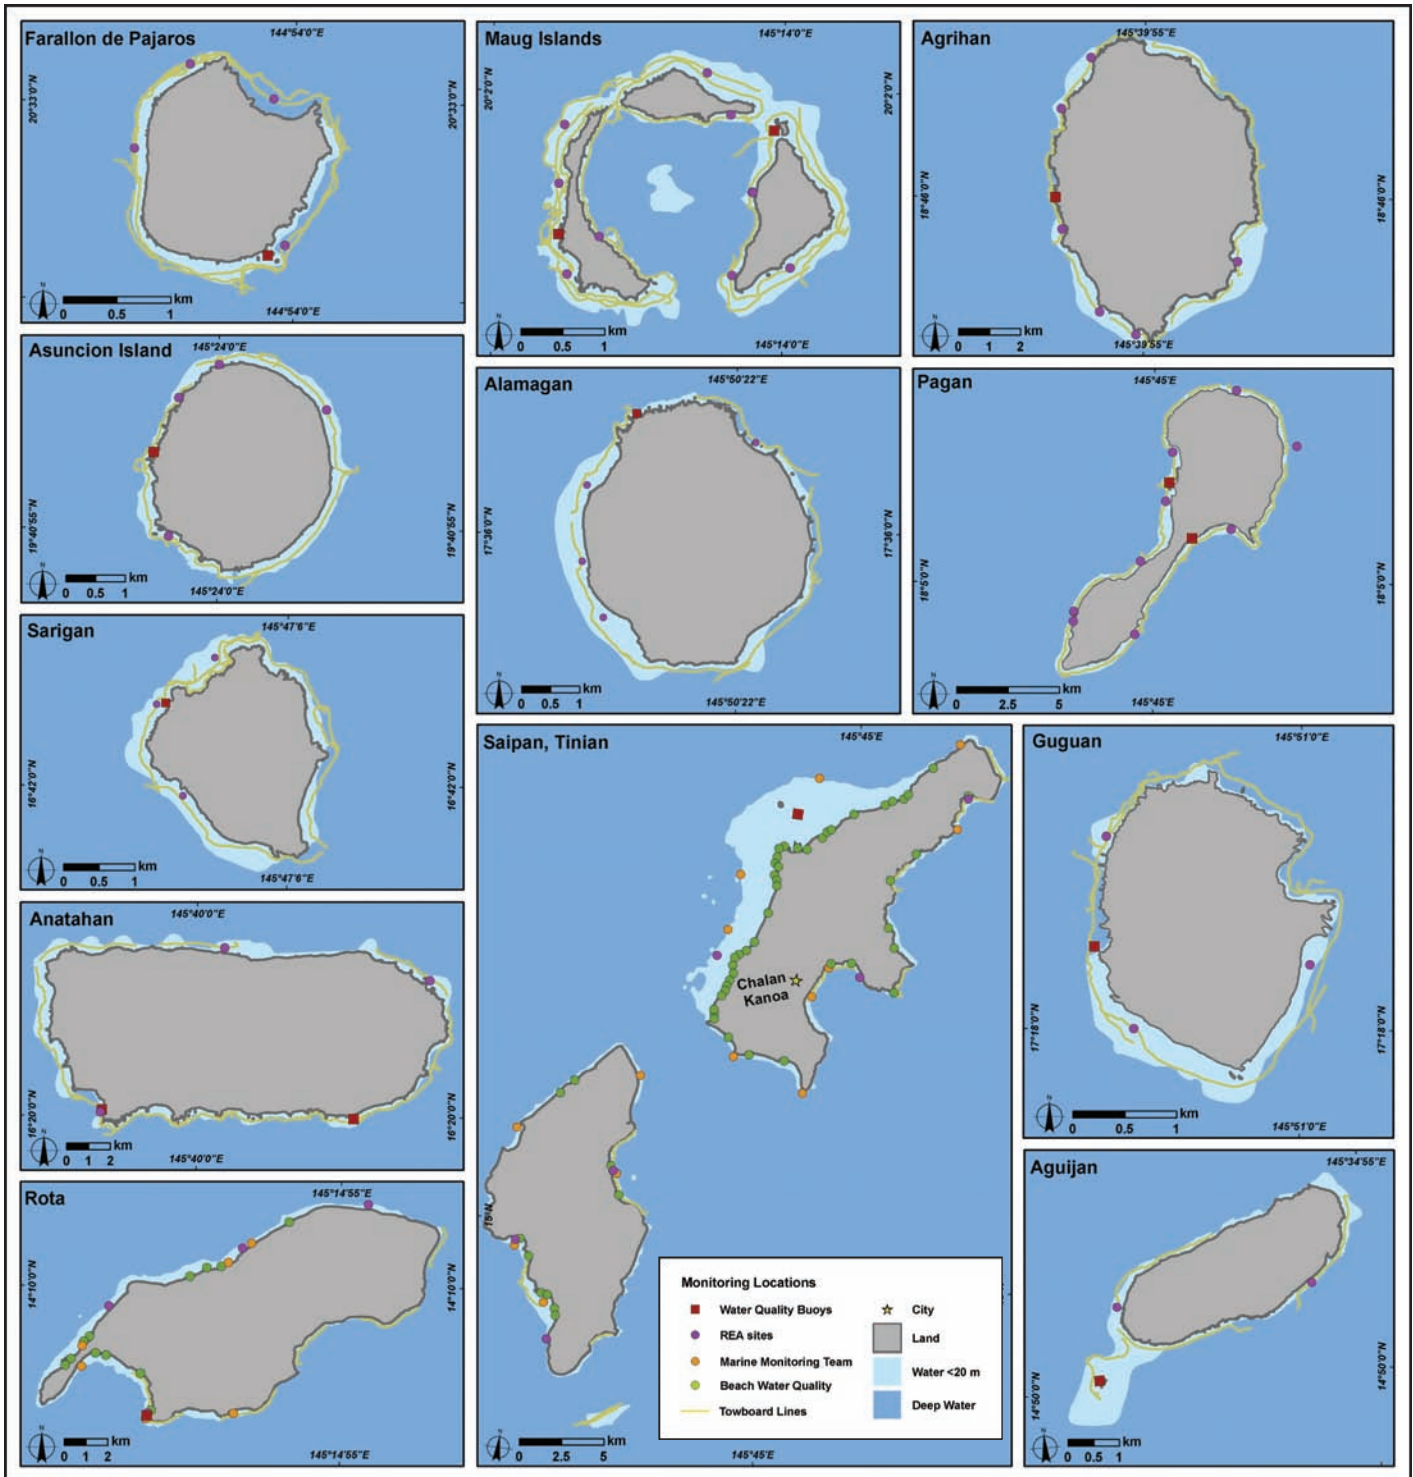 Farallon de Pajaros
144°54'0"E
20°33'0"N
20°33'0"N
N
km
0 0.5 1
144°54'0"E
Maug Islands
145°14'0"E
20°2'0"N
20°2'0"N
N
km
0 0.5 1
145°14'0"E
Agrihan
145°39'55"E
18°46'0"N
18°46'0"N
N
km
0 1 2
145°39'55"E
Asuncion Island
145°24'0"E
19°40'55"N
19°40'55"N
N
km
0 0.5 1
145°24'0"E
Alamagan
145°50'22"E
17°36'0"N
17°36'0"N
N
km
0 0.5 1
145°50'22"E
Pagan
145°45'E
18°5'0"N
18°5'0"N
N
km
0 2.5 5
145°45'E
Sarigan
145°47'6"E
16°42'0"N
16°42'0"N
N
km
0 0.5 1
145°47'6"E
Saipan, Tinian
145°45'E
Chalan
Kanoa
15°N
N
km
0 2.5 5
145°45'E
Monitoring Locations
Water Quality Buoys
REA sites
Marine Monitoring Team
Beach Water Quality
Towboard Lines
City
Land
Water <20 m
Deep Water
Guguan
145°51'0"E
17°18'0"N
17°18'0"N
N
km
0 0.5 1
145°51'0"E
Anatahan
145°40'0"E
16°20'0"N
16°20'0"N
N
km
0 1 2
145°40'0"E
Rota
145°14'55"E
14°10'0"N
14°10'0"N
N
km
0 1 2
145°14'55"E
Aguijan
145°34'55"E
14°50'0"N
14°50'0"N
N
km
0 0.5 1